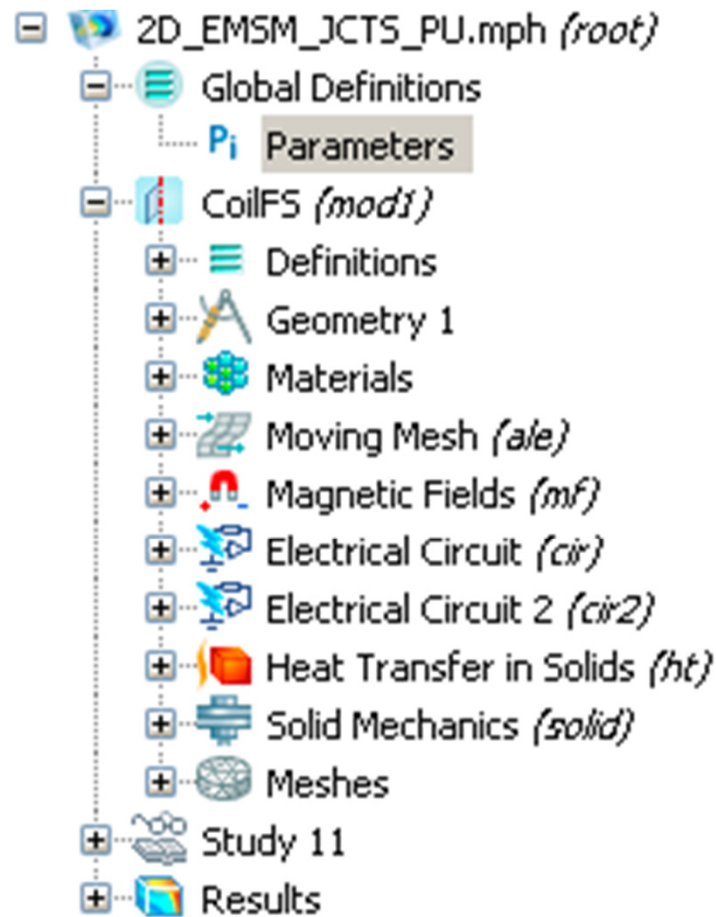 2D_EMSM_JCTS_PU.mph (root)
Global Definitions
Pi Parameters
CoilFS (mod1)
Definitions
Geometry 1
Materials
Moving Mesh (ale)
Magnetic Fields (mf)
Electrical Circuit (cir)
Electrical Circuit 2 (cir2)
Heat Transfer in Solids (ht)
Solid Mechanics (solid)
Meshes
Study 11
Results